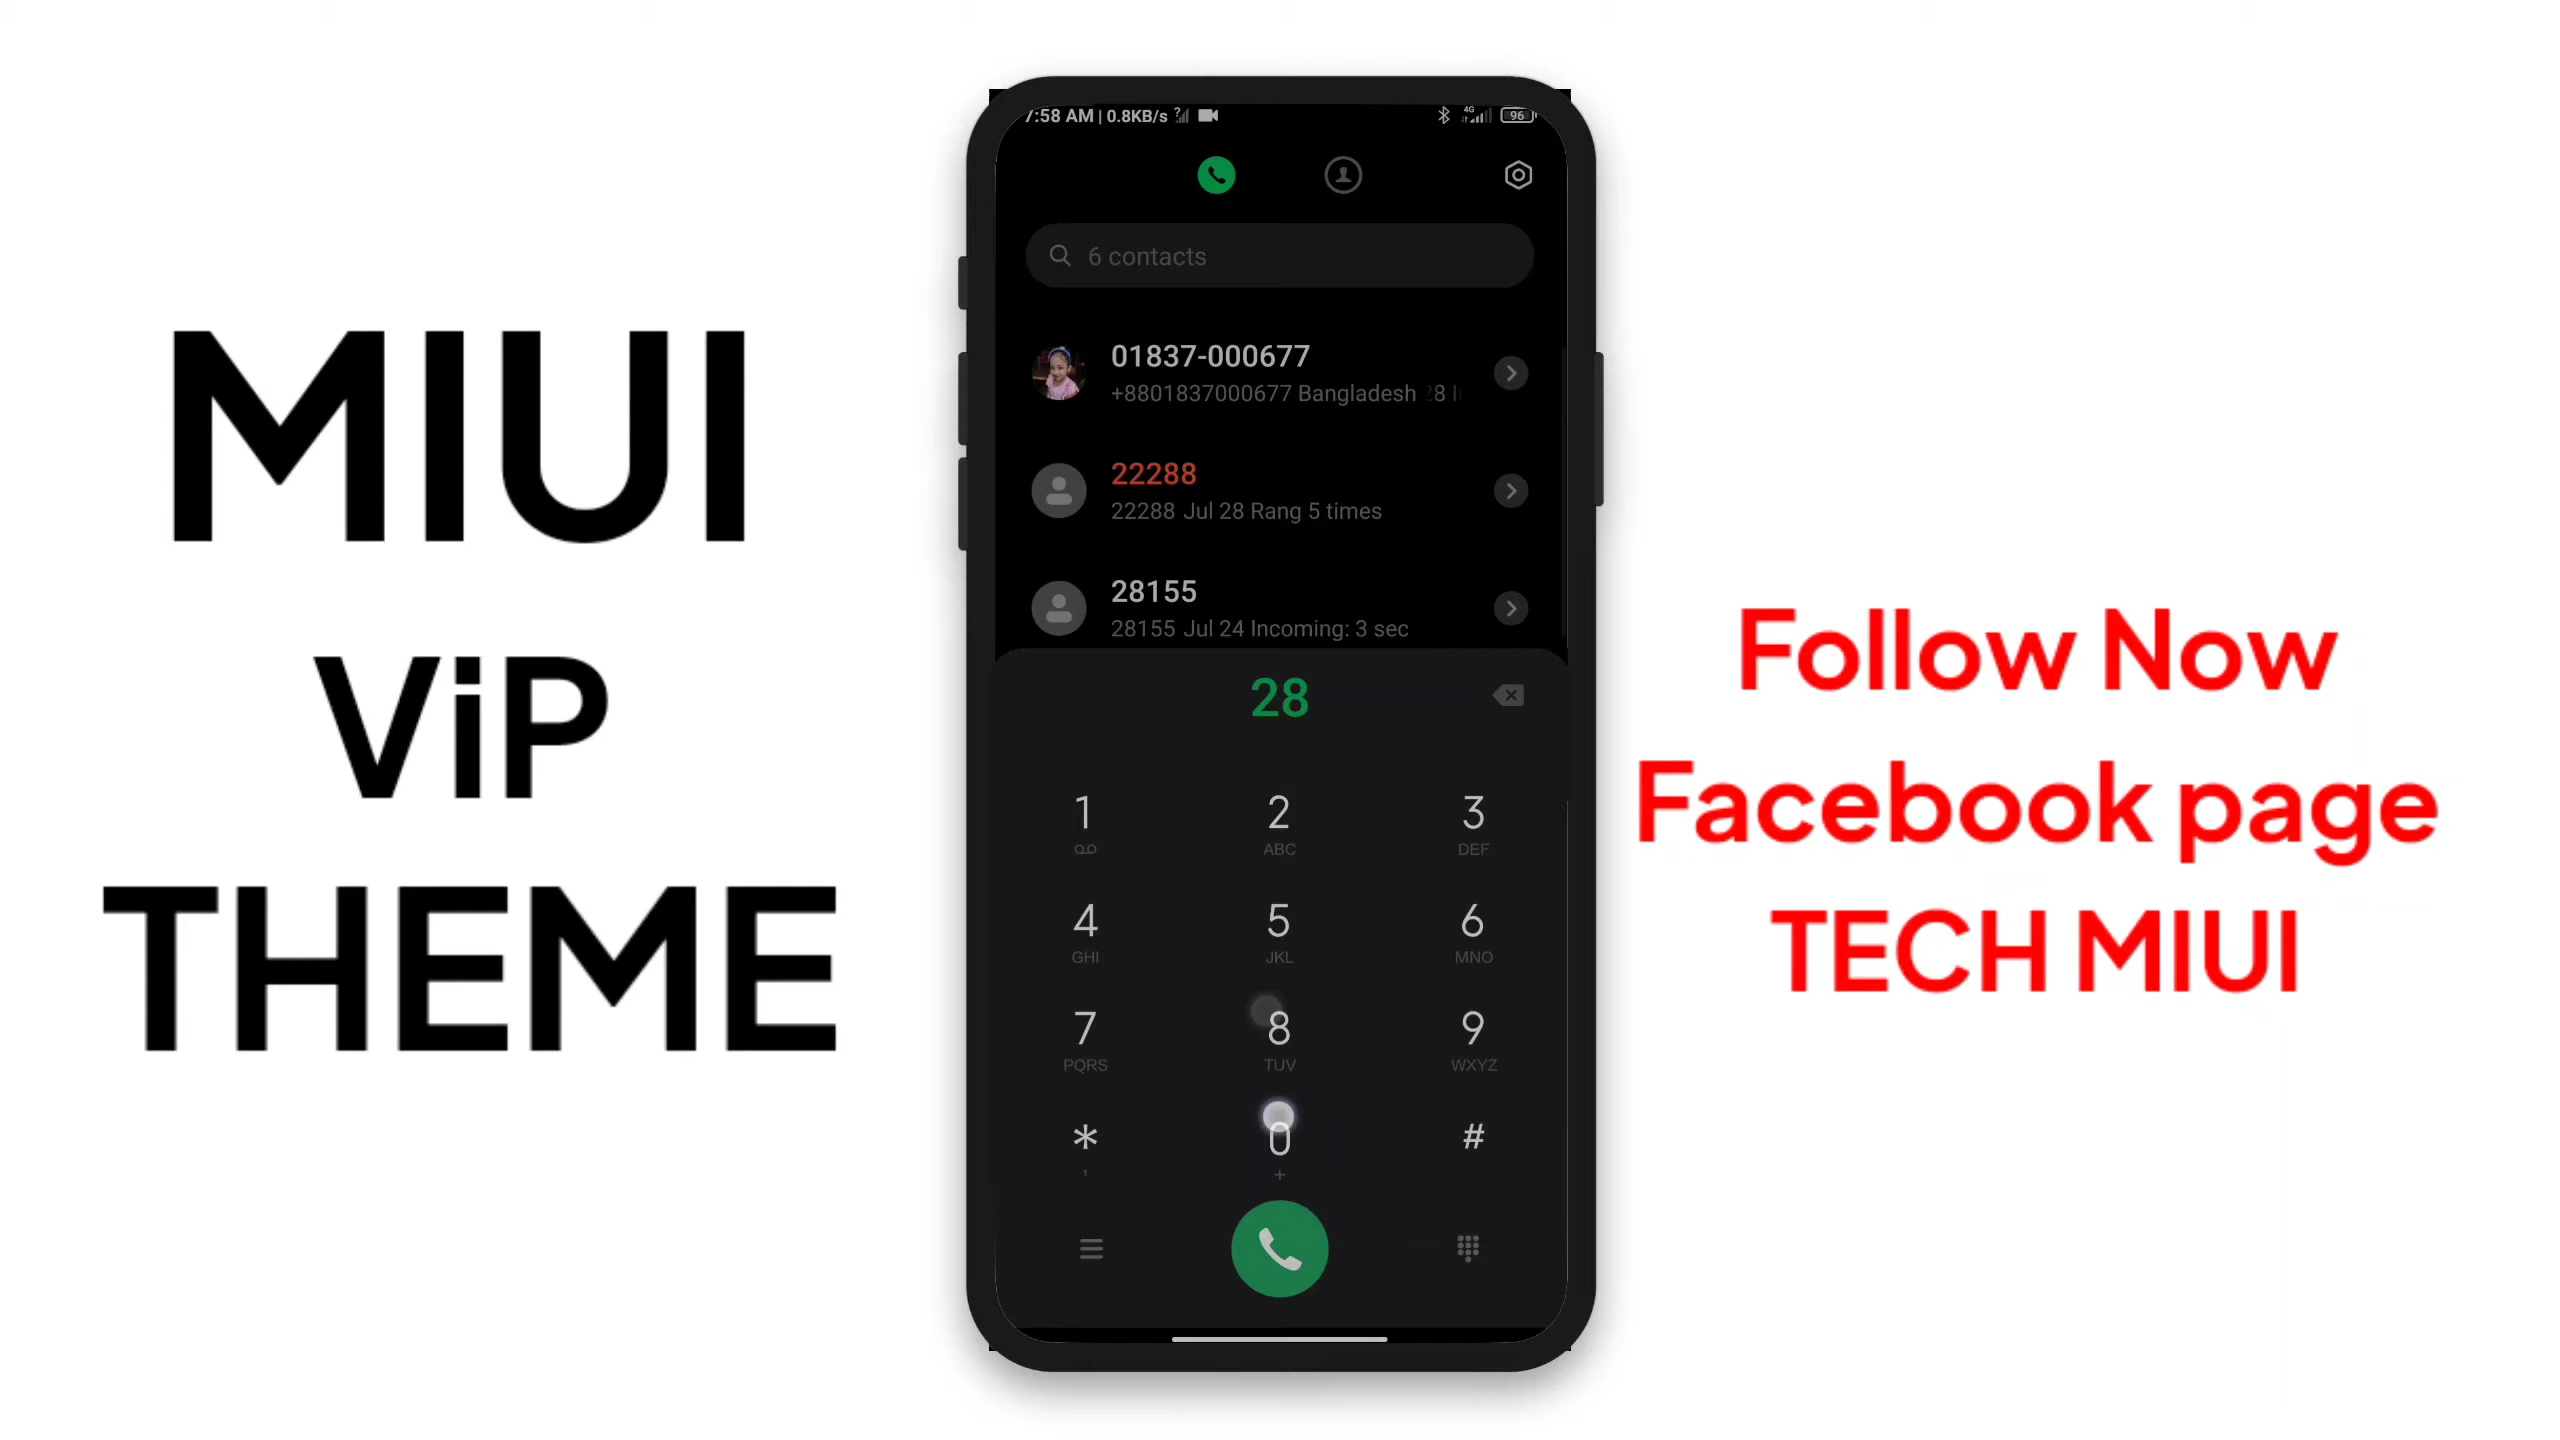 MIUI
ViP
THEME
7:58 AM | 0.8KB/s
4G
96
6 contacts
01837-000677
+8801837000677 Bangladesh 28
22288
22288 Jul 28 Rang 5 times
28155
28155 Jul 24 Incoming: 3 sec
28
1 2 3
ABC DEF
4 5 6
GHI JKL MNO
7 8 9
PQRS TUV WXYZ
* 0 #
, +
Follow Now
Facebook page
TECH MIUI